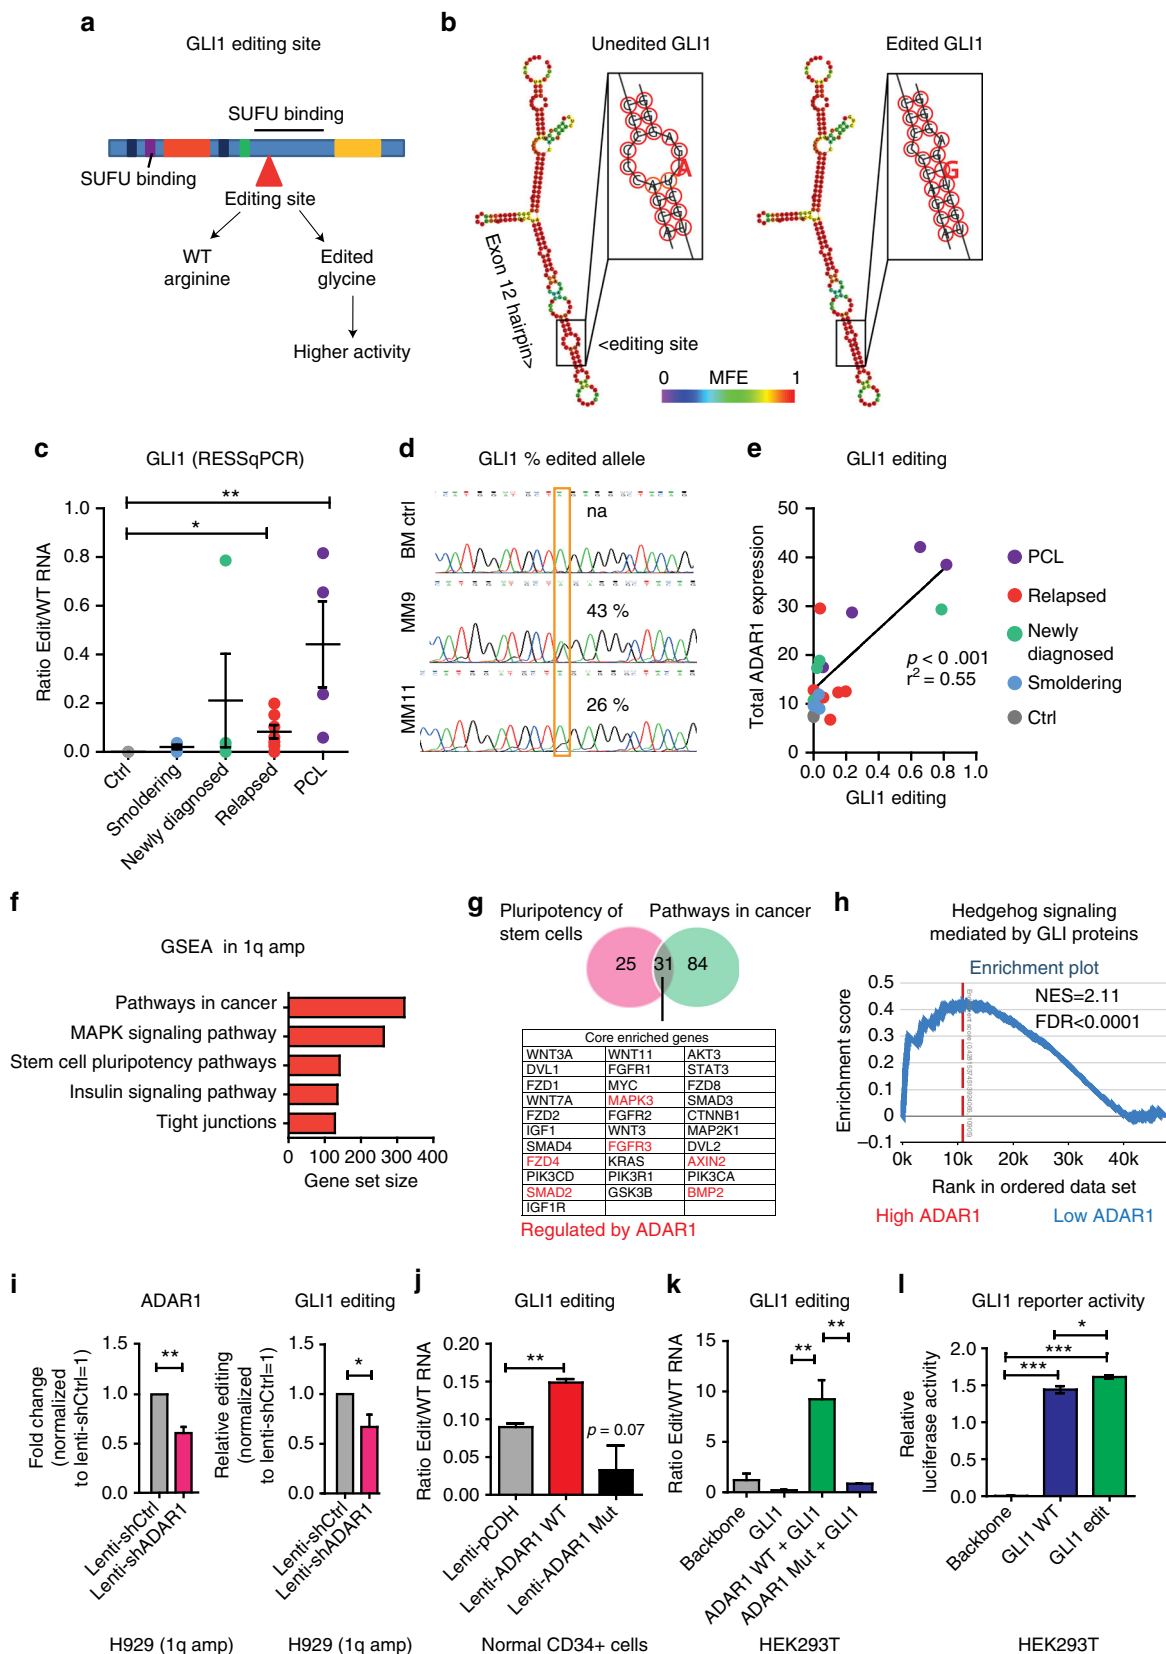 a
GLI1 editing site
SUFU binding
SUFU binding
Editing site
WT
arginine
Edited
glycine
Higher activity
b
Unedited GLI1
Edited GLI1
A
G
Exon 12 hairpin>
<editing site
0 MFE 1
c
GLI1 (RESSqPCR)
**
*
Ratio Edit/WT RNA
1.0
0.8
0.6
0.4
0.2
0.0
Ctrl
Smoldering
Newly diagnosed
Relapsed
PCL
d
GLI1 % edited allele
BM ctrl
na
MM9
43 %
MM11
26 %
e
GLI1 editing
Total ADAR1 expression
50
40
30
20
10
0
0.0 0.2 0.4 0.6 0.8 1.0
GLI1 editing
p < 0 .001
r2 = 0.55
PCL
Relapsed
Newly
diagnosed
Smoldering
Ctrl
f
GSEA in 1q amp
Pathways in cancer
MAPK signaling pathway
Stem cell pluripotency pathways
Insulin signaling pathway
Tight junctions
0 100 200 300 400
Gene set size
g
Pluripotency of
stem cells
Pathways in cancer
25 31 84
Core enriched genes
WNT3A WNT11 AKT3
DVL1 FGFR1 STAT3
FZD1 MYC FZD8
WNT7A MAPK3 SMAD3
FZD2 FGFR2 CTNNB1
IGF1 WNT3 MAP2K1
SMAD4 FGFR3 DVL2
FZD4 KRAS AXIN2
PIK3CD PIK3R1 PIK3CA
SMAD2 GSK3B BMP2
IGF1R
Regulated by ADAR1
h
Hedgehog signaling
mediated by GLI proteins
Enrichment plot
NES=2.11
FDR<0.0001
Enrichment score
0.5
0.4
0.3
0.2
0.1
0
–0.1
0k 10k 20k 30k 40k
Rank in ordered data set
High ADAR1 Low ADAR1
i
ADAR1
Fold change
(normalized
to lenti-shCtrl=1)
1.5
1.0
0.5
0.0
**
Lenti-shCtrl
Lenti-shADAR1
H929 (1q amp)
GLI1 editing
Relative editing
(normalized
to lenti-shCtrl=1)
1.5
1.0
0.5
0.0
*
Lenti-shCtrl
Lenti-shADAR1
H929 (1q amp)
j
GLI1 editing
Ratio Edit/WT RNA
0.20
0.15
0.10
0.05
0.00
**
p = 0.07
Lenti-pCDH
Lenti-ADAR1 WT
Lenti-ADAR1 Mut
Normal CD34+ cells
k
GLI1 editing
Ratio Edit/WT RNA
15
10
5
0
**
**
Backbone
GLI1
ADAR1 WT + GLI1
ADAR1 Mut + GLI1
HEK293T
l
GLI1 reporter activity
Relative
luciferase activity
2.0
1.5
1.0
0.5
0.0
*
***
***
Backbone
GLI1 WT
GLI1 edit
HEK293T